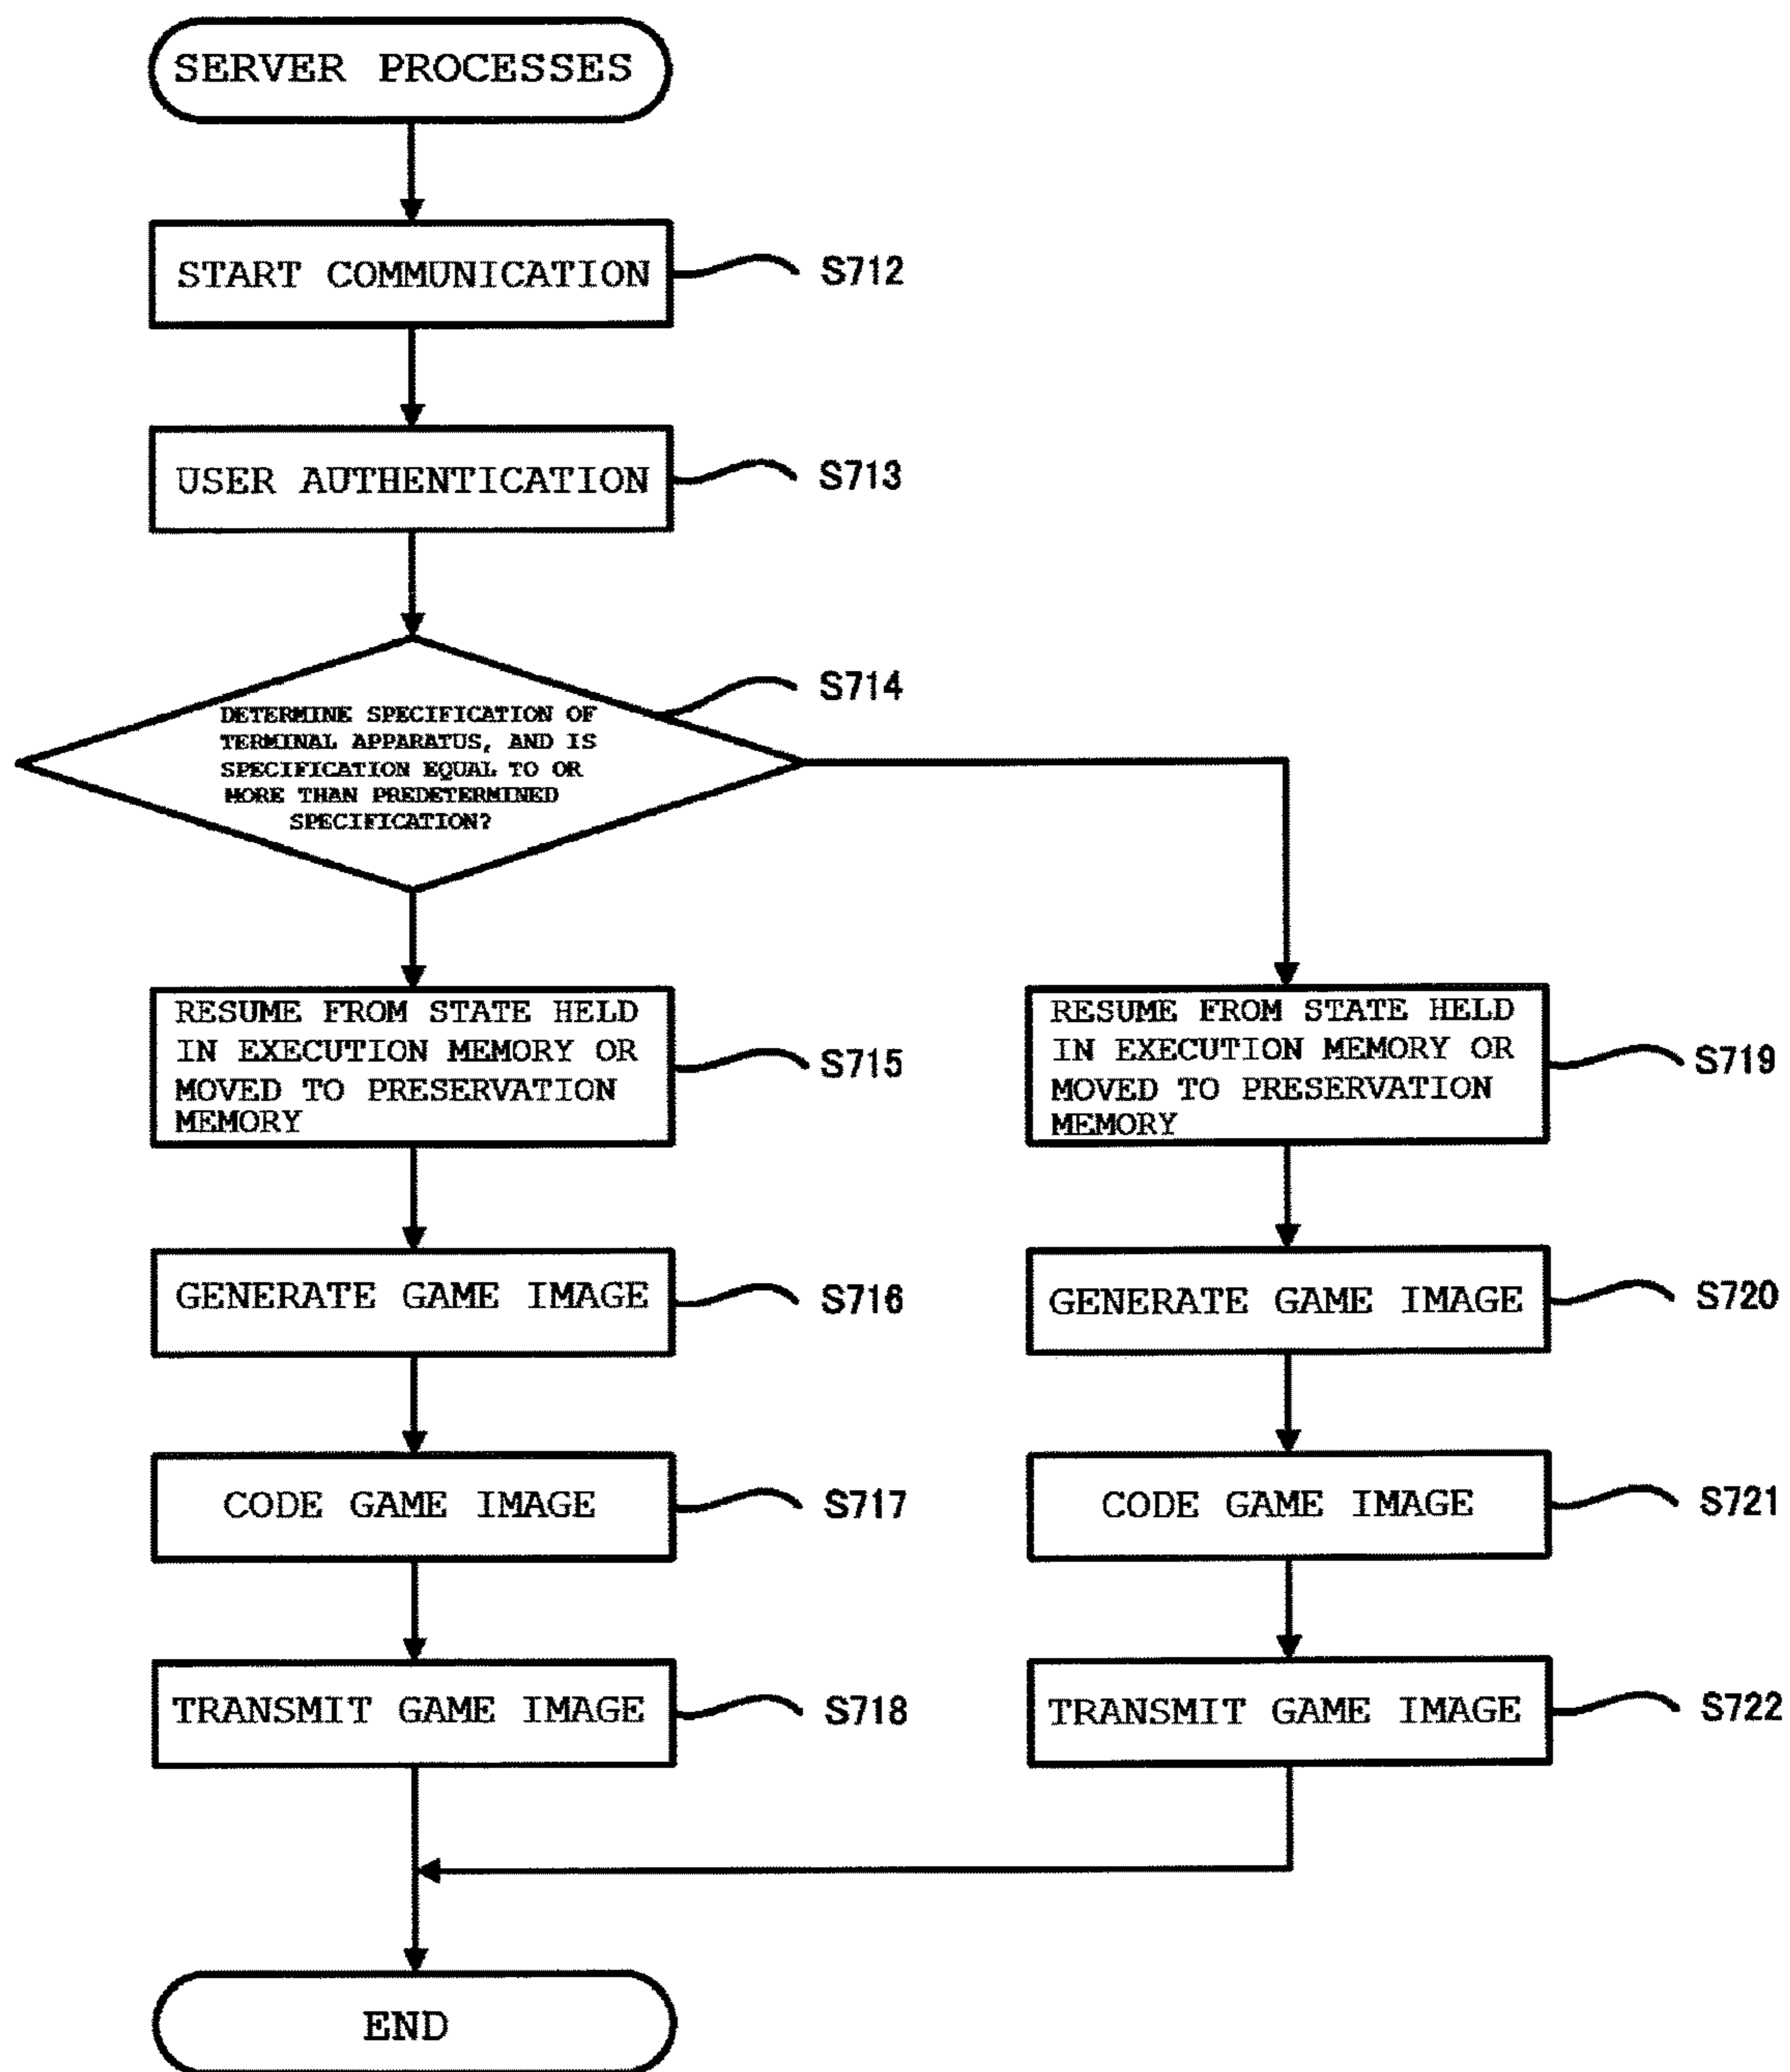 SERVER PROCESSES
START COMMUNICATION
S712
USER AUTHENTICATION
S713
S714
DETERMINE SPECIFICATION OF
TERMINAL APPARATUS, AND IS
SPECIFICATION EQUAL TO OR
MORE THAN PREDETERMINED
SPECIFICATION?
RESUME FROM STATE HELD
IN EXECUTION MEMORY OR
MOVED TO PRESERVATION
MEMORY
S715
RESUME FROM STATE HELD
IN EXECUTION MEMORY OR
MOVED TO PRESERVATION
MEMORY
S719
GENERATE GAME IMAGE
S716
GENERATE GAME IMAGE
S720
CODE GAME IMAGE
S717
CODE GAME IMAGE
S721
TRANSMIT GAME IMAGE
S718
TRANSMIT GAME IMAGE
S722
END